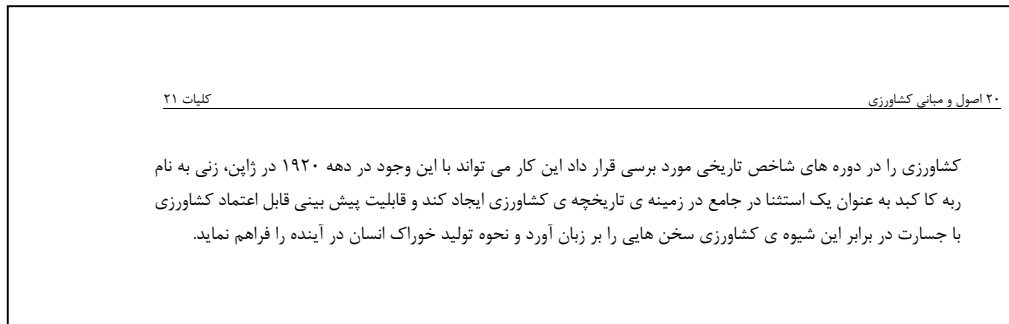 ۲۰ اصول و مبانی کشاورزی کلیات ۲۱
کشاورزی را در دوره های شاخص تاریخی مورد برسی قرار داد این کار می تواند با این وجود در دهه ۱۹۲۰ در ژاپن، زنی به نام
ربه کا کبد به عنوان یک استثنا در جامع در زمینه ی تاریخچه ی کشاورزی ایجاد کند و قابلیت پیش بینی قابل اعتماد کشاورزی
با جسارت در برابر این شیوه ی کشاورزی سخن هایی را بر زبان آورد و نحوه تولید خوراک انسان در آینده را فراهم نماید.